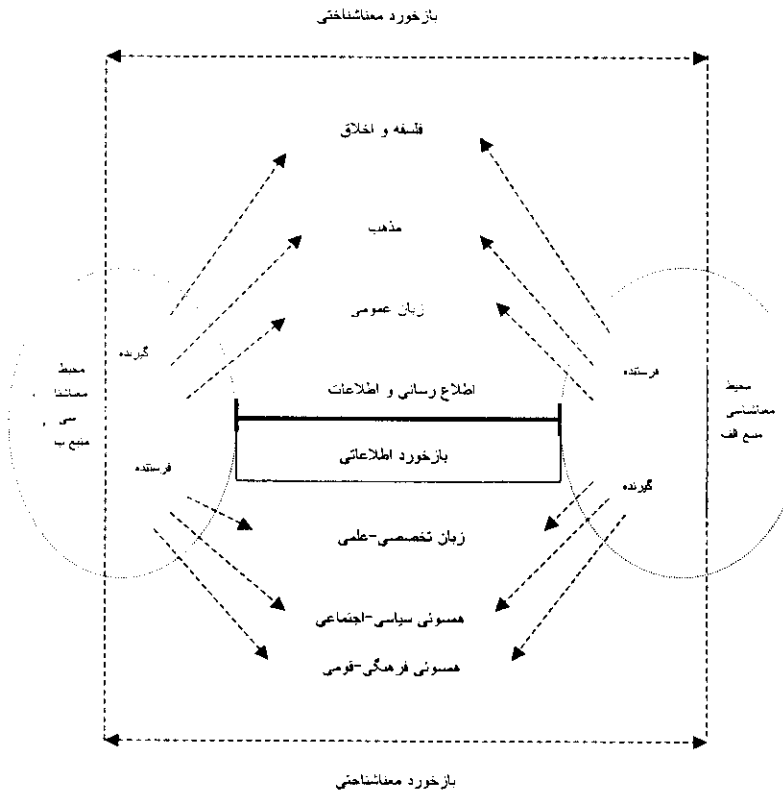 بازخورد معناشناختی
فلسفه و اخلاق
مذهب
زبان عمومی
گیرنده
فرستنده
محیط
معناشناسی
منبع الف
محیط
معناشنا
سی
منبع ب
اطلاع رسانی و اطلاعات
بازخورد اطلاعاتی
فرستنده
گیرنده
زبان تخصصی-علمی
همسوئی سیاسی-اجتماعی
همسوئی فرهنگی-قومی
بازخورد معناشناختی